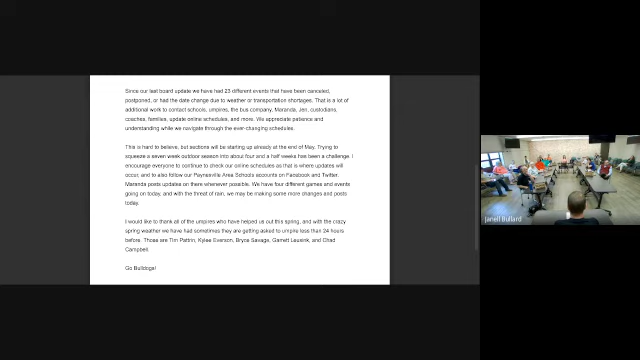 Since our last board update we have had 23 different events that have been canceled,
postponed, or had the date change due to weather or transportation shortages. That is a lot of
additional work to contact schools, umpires, the bus company, Maranda, Jen, custodians,
coaches, families, update online schedules, and more. We appreciate patience and
understanding while we navigate through the ever-changing schedules.
This is hard to believe, but sections will be starting up already at the end of May. Trying to
squeeze a seven week outdoor season into about four and a half weeks has been a challenge. I
encourage everyone to continue to check our online schedules as that is where updates will
occur, and to also follow our Paynesville Area Schools accounts on Facebook and Twitter.
Maranda posts updates on there whenever possible. We have four different games and events
going on today, and with the threat of rain, we may be making some more changes and posts
today.
I would like to thank all of the umpires who have helped us out this spring, and with the crazy
spring weather we have had sometimes they are getting asked to umpire less than 24 hours
before. Those are Tim Pattrin, Kylee Everson, Bryce Savage, Garrett Leusink, and Chad
Campbell.
Go Bulldogs!
Janell Bullard